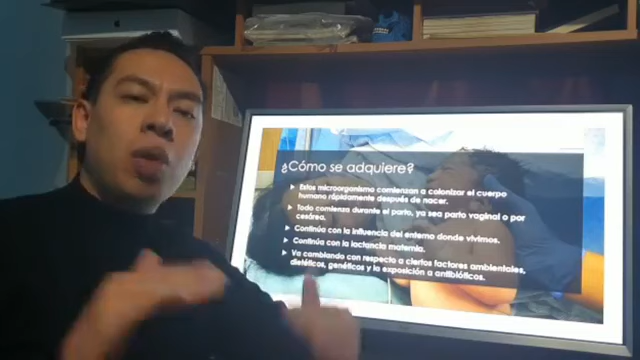 ¿Cómo se adquiere?
Estos microorganismo comienzan a colonizar el cuerpo
humano rápidamente después de nacer.
Todo comienza durante el parto, ya sea parto vaginal o por
cesárea.
Continúa con la influencia del entorno donde vivimos.
Continúa con la lactancia materna.
Va cambiando con respecto a ciertos factores ambientales,
dietéticos, genéticos y la exposición a antibióticos.